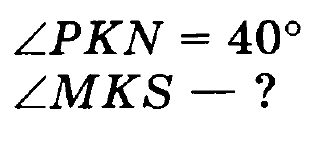 ∠PKN = 40°
∠MKS — ?